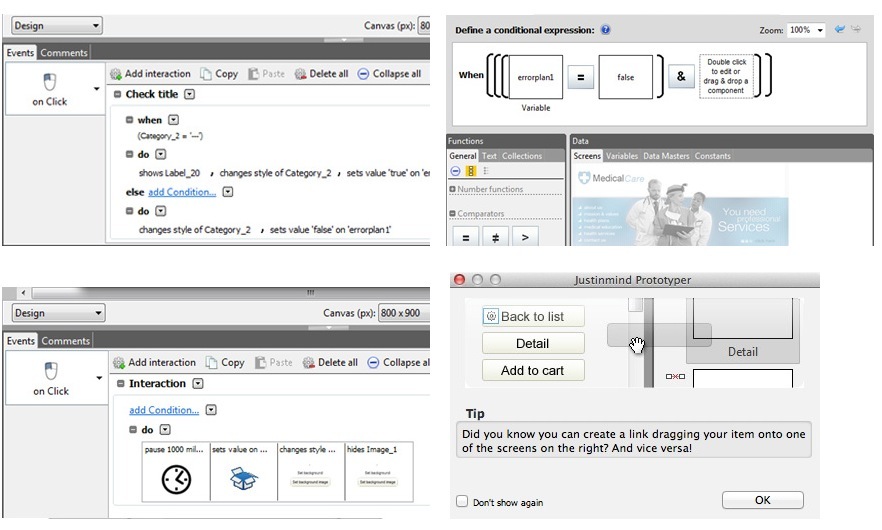 Design
Canvas (px): 80
Events Comments
Add interaction Copy Paste Delete all Collapse all
on Click
Check title
when
(Category_2 = '---')
do
shows Label_20 , changes style of Category_2 , sets value 'true' on 'er
else add Condition...
do
changes style of Category_2 , sets value 'false' on 'errorplan1'
Define a conditional expression:
Zoom: 100%
When
errorplan1
=
false
&
Double click
to edit or
drag & drop a
component
Variable
Functions
General Text Collections
Number functions
Comparators
= ≠ >
Data
Screens Variables Data Masters Constants
MedicalCare
You need
professional
Services
Design
Canvas (px): 800 x 900
Events Comments
Add interaction Copy Paste Delete all Collapse al
on Click
Interaction
add Condition...
do
pause 1000 mil... sets value on ... changes style ... hides Image_1
Set background
Set background image
Set background
Set background image
Justinmind Prototyper
Back to list
Detail
Add to cart
Detail
Tip
Did you know you can create a link dragging your item onto one
of the screens on the right? And vice versa!
Don't show again
OK